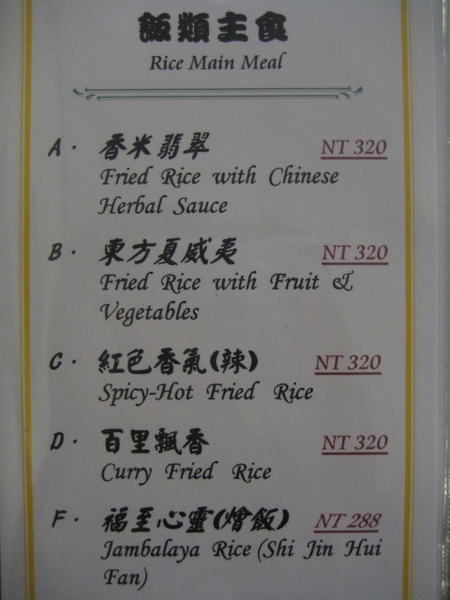 飯類主食
Rice Main Meal
A． 香米翡翠 NT 320
Fried Rice with Chinese
Herbal Sauce
B． 東方夏威夷 NT 320
Fried Rice with Fruit &
Vegetables
C． 紅色香氣(辣) NT 320
Spicy-Hot Fried Rice
D． 百里飄香 NT 320
Curry Fried Rice
F． 福至心靈(燴飯) NT 288
Jambalaya Rice (Shi Jin Hui
Fan)